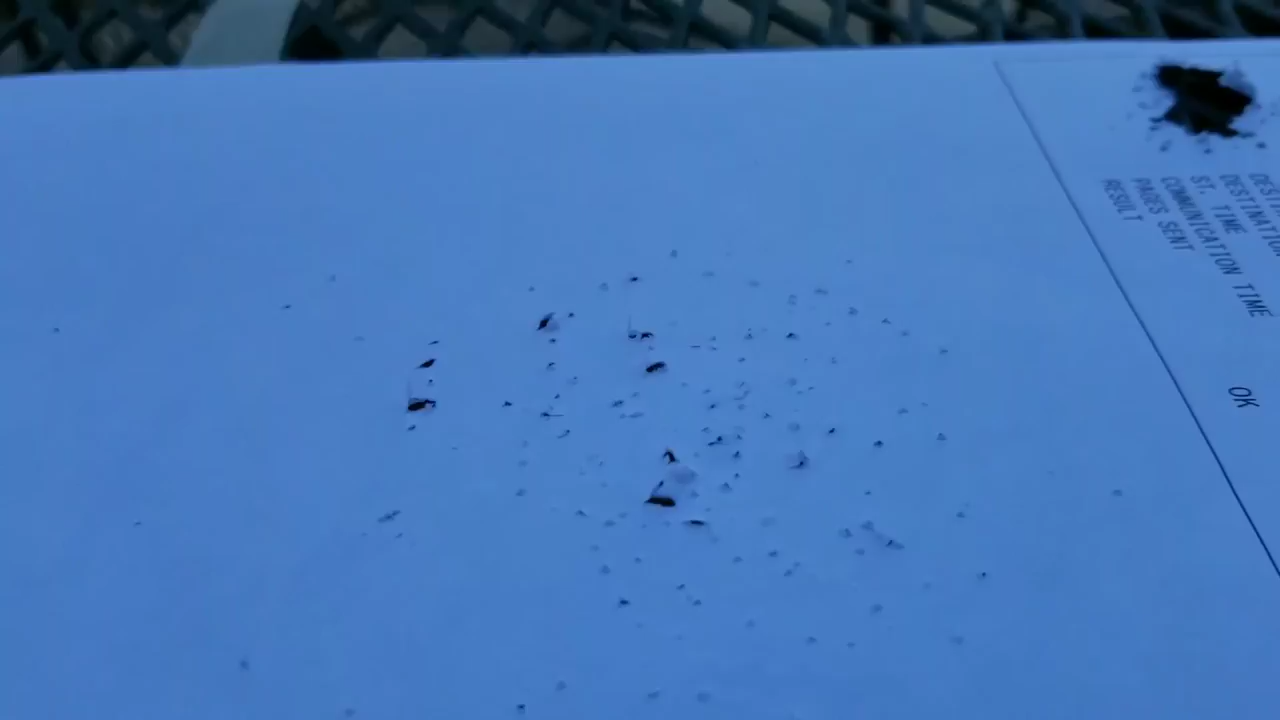 ST. TIME
COMMUNICATION TIME
PAGES SENT
RESULT
OK